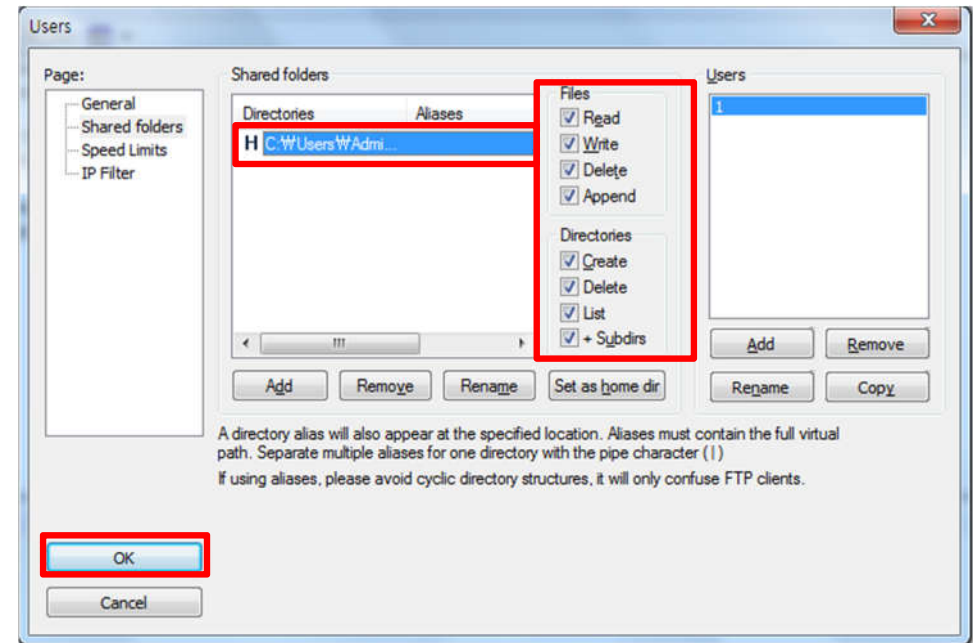 Users
Page:
General
Shared folders
Speed Limits
IP Filter
Shared folders
Directories Aliases
H C:₩Users₩Admi...
Files
Read
Write
Delete
Append
Directories
Create
Delete
List
+ Subdirs
Add Remove Rename Set as home dir
Users
1
Add Remove
Rename Copy
A directory alias will also appear at the specified location. Aliases must contain the full virtual
path. Separate multiple aliases for one directory with the pipe character (|)
If using aliases, please avoid cyclic directory structures, it will only confuse FTP clients.
OK
Cancel